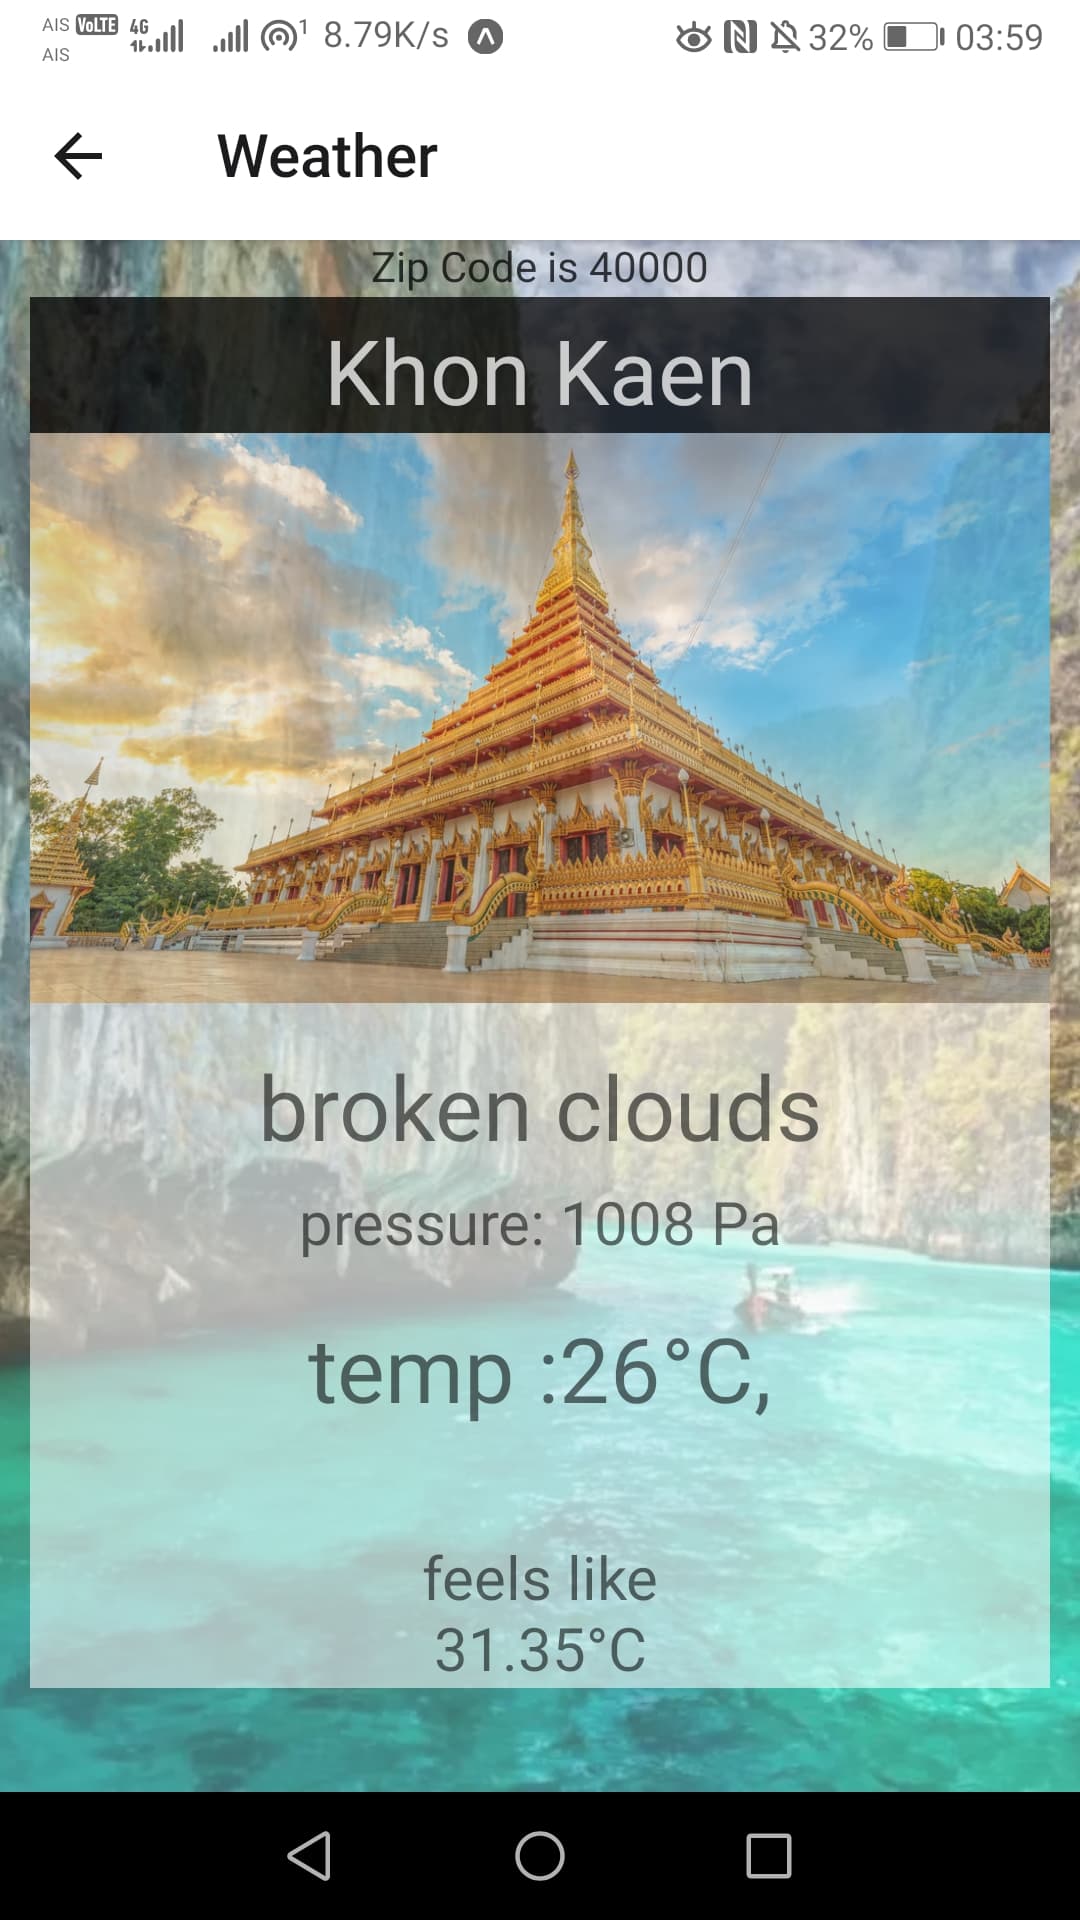 AIS VoLTE 4G 1 8.79K/s 32% 03:59
AIS
Weather
Zip Code is 40000
Khon Kaen
broken clouds
pressure: 1008 Pa
temp :26°C,
feels like
31.35°C